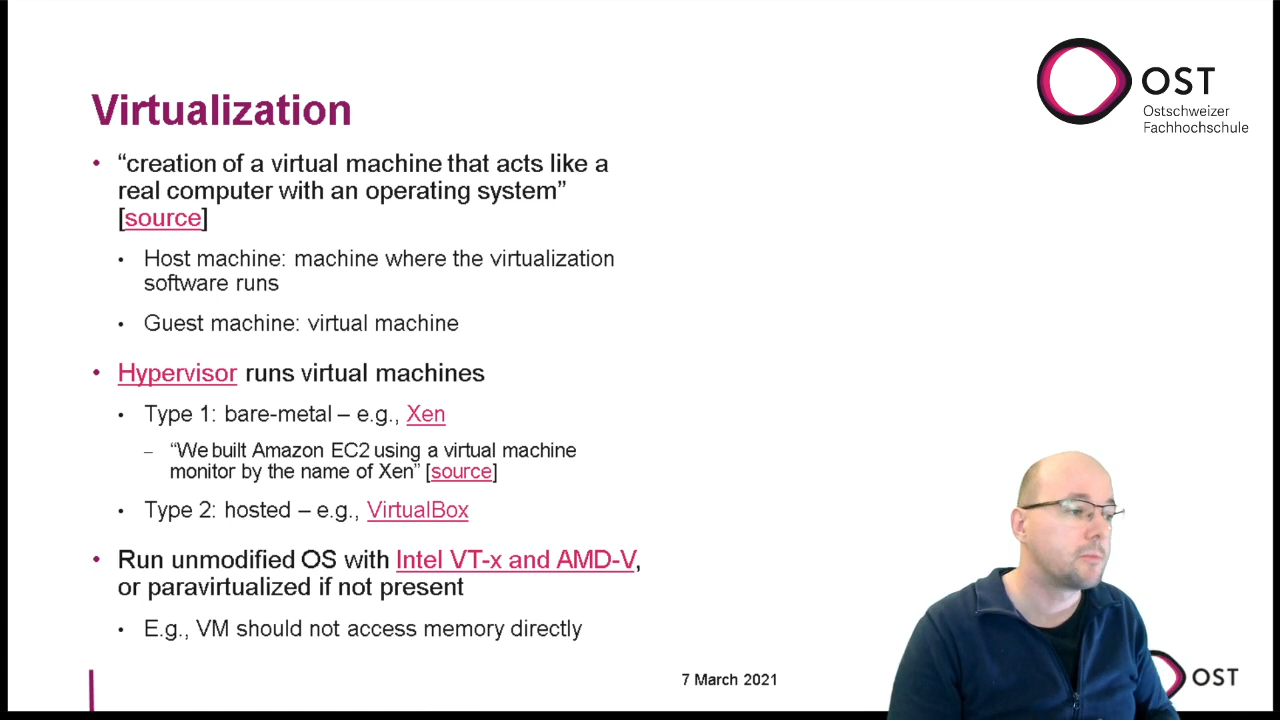 OST
Ostschweizer
Fachhochschule
Virtualization
• “creation of a virtual machine that acts like a
real computer with an operating system”
[source]
• Host machine: machine where the virtualization
software runs
• Guest machine: virtual machine
• Hypervisor runs virtual machines
• Type 1: bare-metal – e.g., Xen
– “We built Amazon EC2 using a virtual machine
monitor by the name of Xen” [source]
• Type 2: hosted – e.g., VirtualBox
• Run unmodified OS with Intel VT-x and AMD-V,
or paravirtualized if not present
• E.g., VM should not access memory directly
7 March 2021
OST